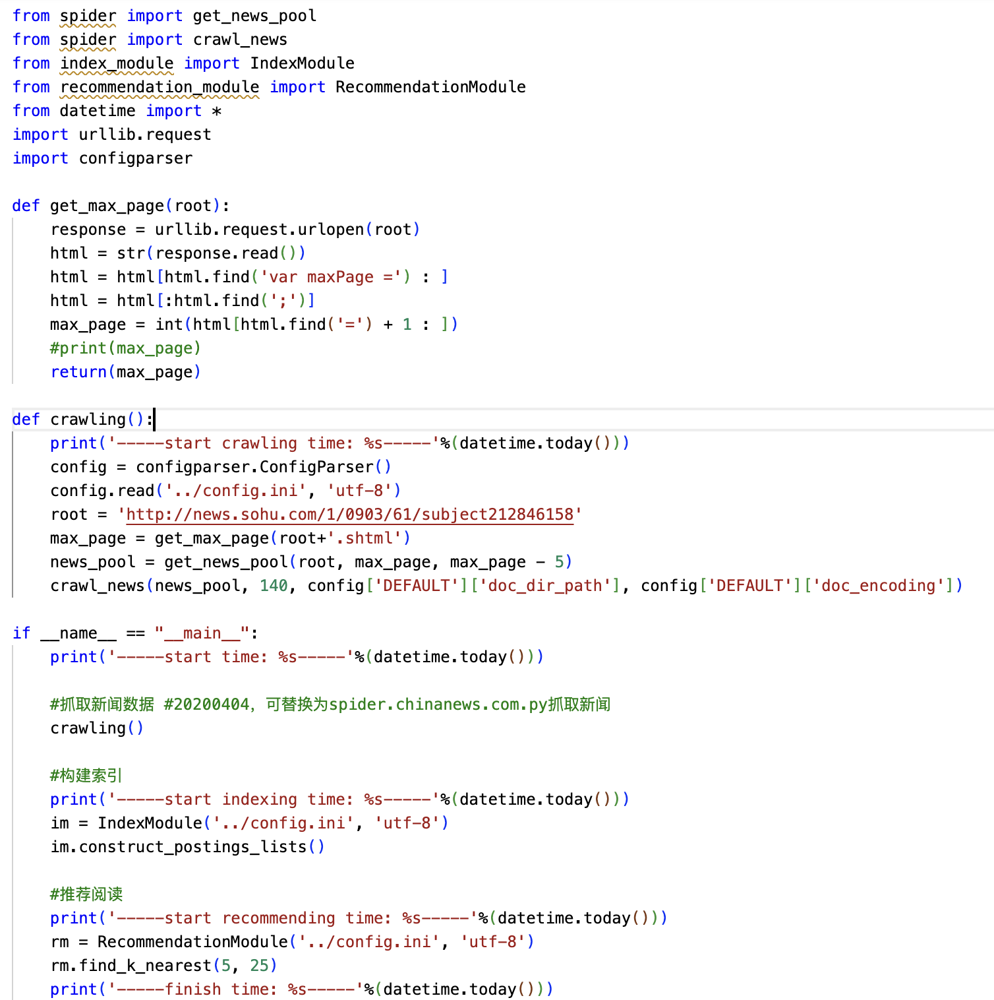 from spider import get_news_pool
from spider import crawl_news
from index_module import IndexModule
from recommendation_module import RecommendationModule
from datetime import *
import urllib.request
import configparser

def get_max_page(root):
    response = urllib.request.urlopen(root)
    html = str(response.read())
    html = html[html.find('var maxPage =') : ]
    html = html[:html.find(';')]
    max_page = int(html[html.find('=') + 1 : ])
    #print(max_page)
    return(max_page)

def crawling():
    print('-----start crawling time: %s-----'%(datetime.today()))
    config = configparser.ConfigParser()
    config.read('../config.ini', 'utf-8')
    root = 'http://news.sohu.com/1/0903/61/subject212846158'
    max_page = get_max_page(root+'.shtml')
    news_pool = get_news_pool(root, max_page, max_page - 5)
    crawl_news(news_pool, 140, config['DEFAULT']['doc_dir_path'], config['DEFAULT']['doc_encoding'])

if __name__ == "__main__":
    print('-----start time: %s-----'%(datetime.today()))

    #抓取新闻数据 #20200404，可替换为spider.chinanews.com.py抓取新闻
    crawling()

    #构建索引
    print('-----start indexing time: %s-----'%(datetime.today()))
    im = IndexModule('../config.ini', 'utf-8')
    im.construct_postings_lists()

    #推荐阅读
    print('-----start recommending time: %s-----'%(datetime.today()))
    rm = RecommendationModule('../config.ini', 'utf-8')
    rm.find_k_nearest(5, 25)
    print('-----finish time: %s-----'%(datetime.today()))